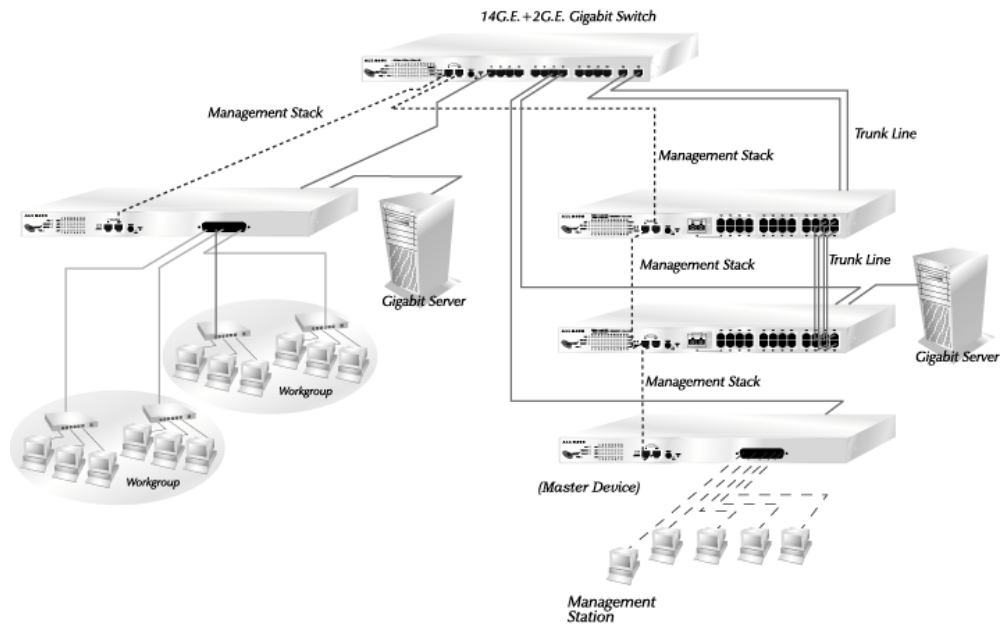 14G.E.+2G.E. Gigabit Switch
Management Stack
Trunk Line
Management Stack
Management Stack
Trunk Line
Gigabit Server
Gigabit Server
Management Stack
Workgroup
Workgroup
(Master Device)
Management
Station